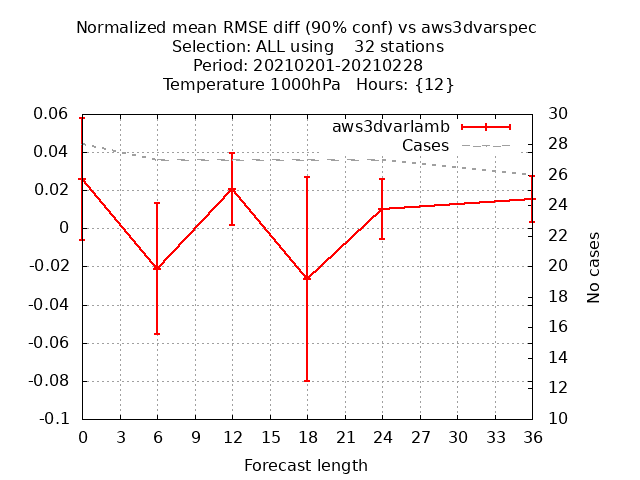 Normalized mean RMSE diff (90% conf) vs aws3dvarspec
Selection: ALL using 32 stations
Period: 20210201-20210228
Temperature 1000hPa Hours: {12}
aws3dvarlamb
Cases
0.06
0.04
0.02
0
-0.02
-0.04
-0.06
-0.08
-0.1
30
28
26
24
22
20
18
16
14
12
10
No cases
0 3 6 9 12 15 18 21 24 27 30 33 36
Forecast length